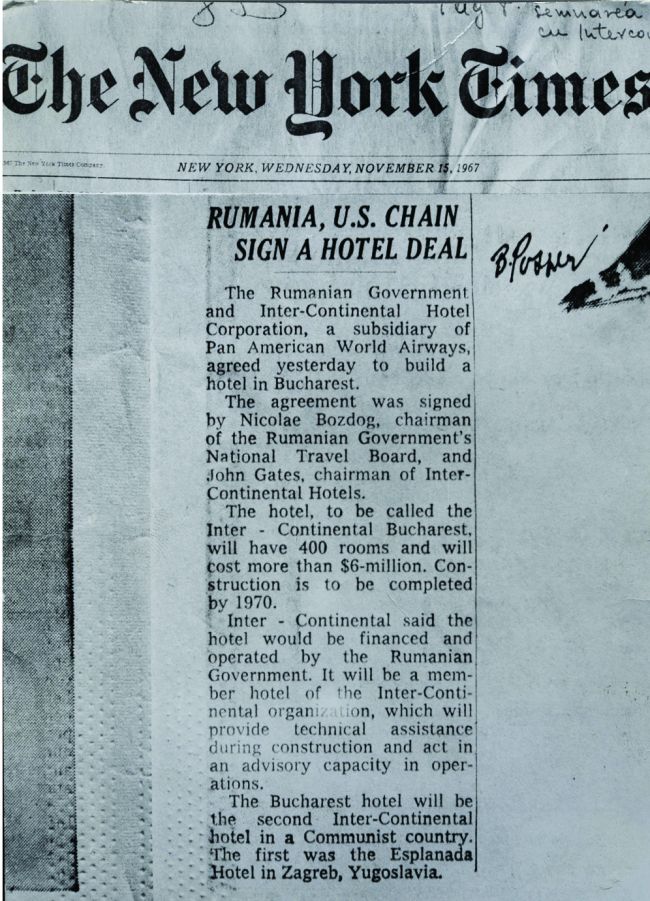 semnarea
cu Interco
The New York Times
NEW YORK, WEDNESDAY, NOVEMBER 15, 1967
The New York Times Company.
RUMANIA, U.S. CHAIN
SIGN A HOTEL DEAL
The Rumanian Government
and Inter-Continental Hotel
Corporation, a subsidiary of
Pan American World Airways,
agreed yesterday to build a
hotel in Bucharest.
The agreement was signed
by Nicolae Bozdog, chairman
of the Rumanian Government's
National Travel Board, and
John Gates, chairman of Inter-
Continental Hotels.
The hotel, to be called the
Inter - Continental Bucharest,
will have 400 rooms and will
cost more than $6-million. Con-
struction is to be completed
by 1970.
Inter - Continental said the
hotel would be financed and
operated by the Rumanian
Government. It will be a mem-
ber hotel of the Inter-Conti-
nental organization, which will
provide technical assistance
during construction and act in
an advisory capacity in oper-
ations.
The Bucharest hotel will be
the second Inter-Continental
hotel in a Communist country.
The first was the Esplanada
Hotel in Zagreb, Yugoslavia.